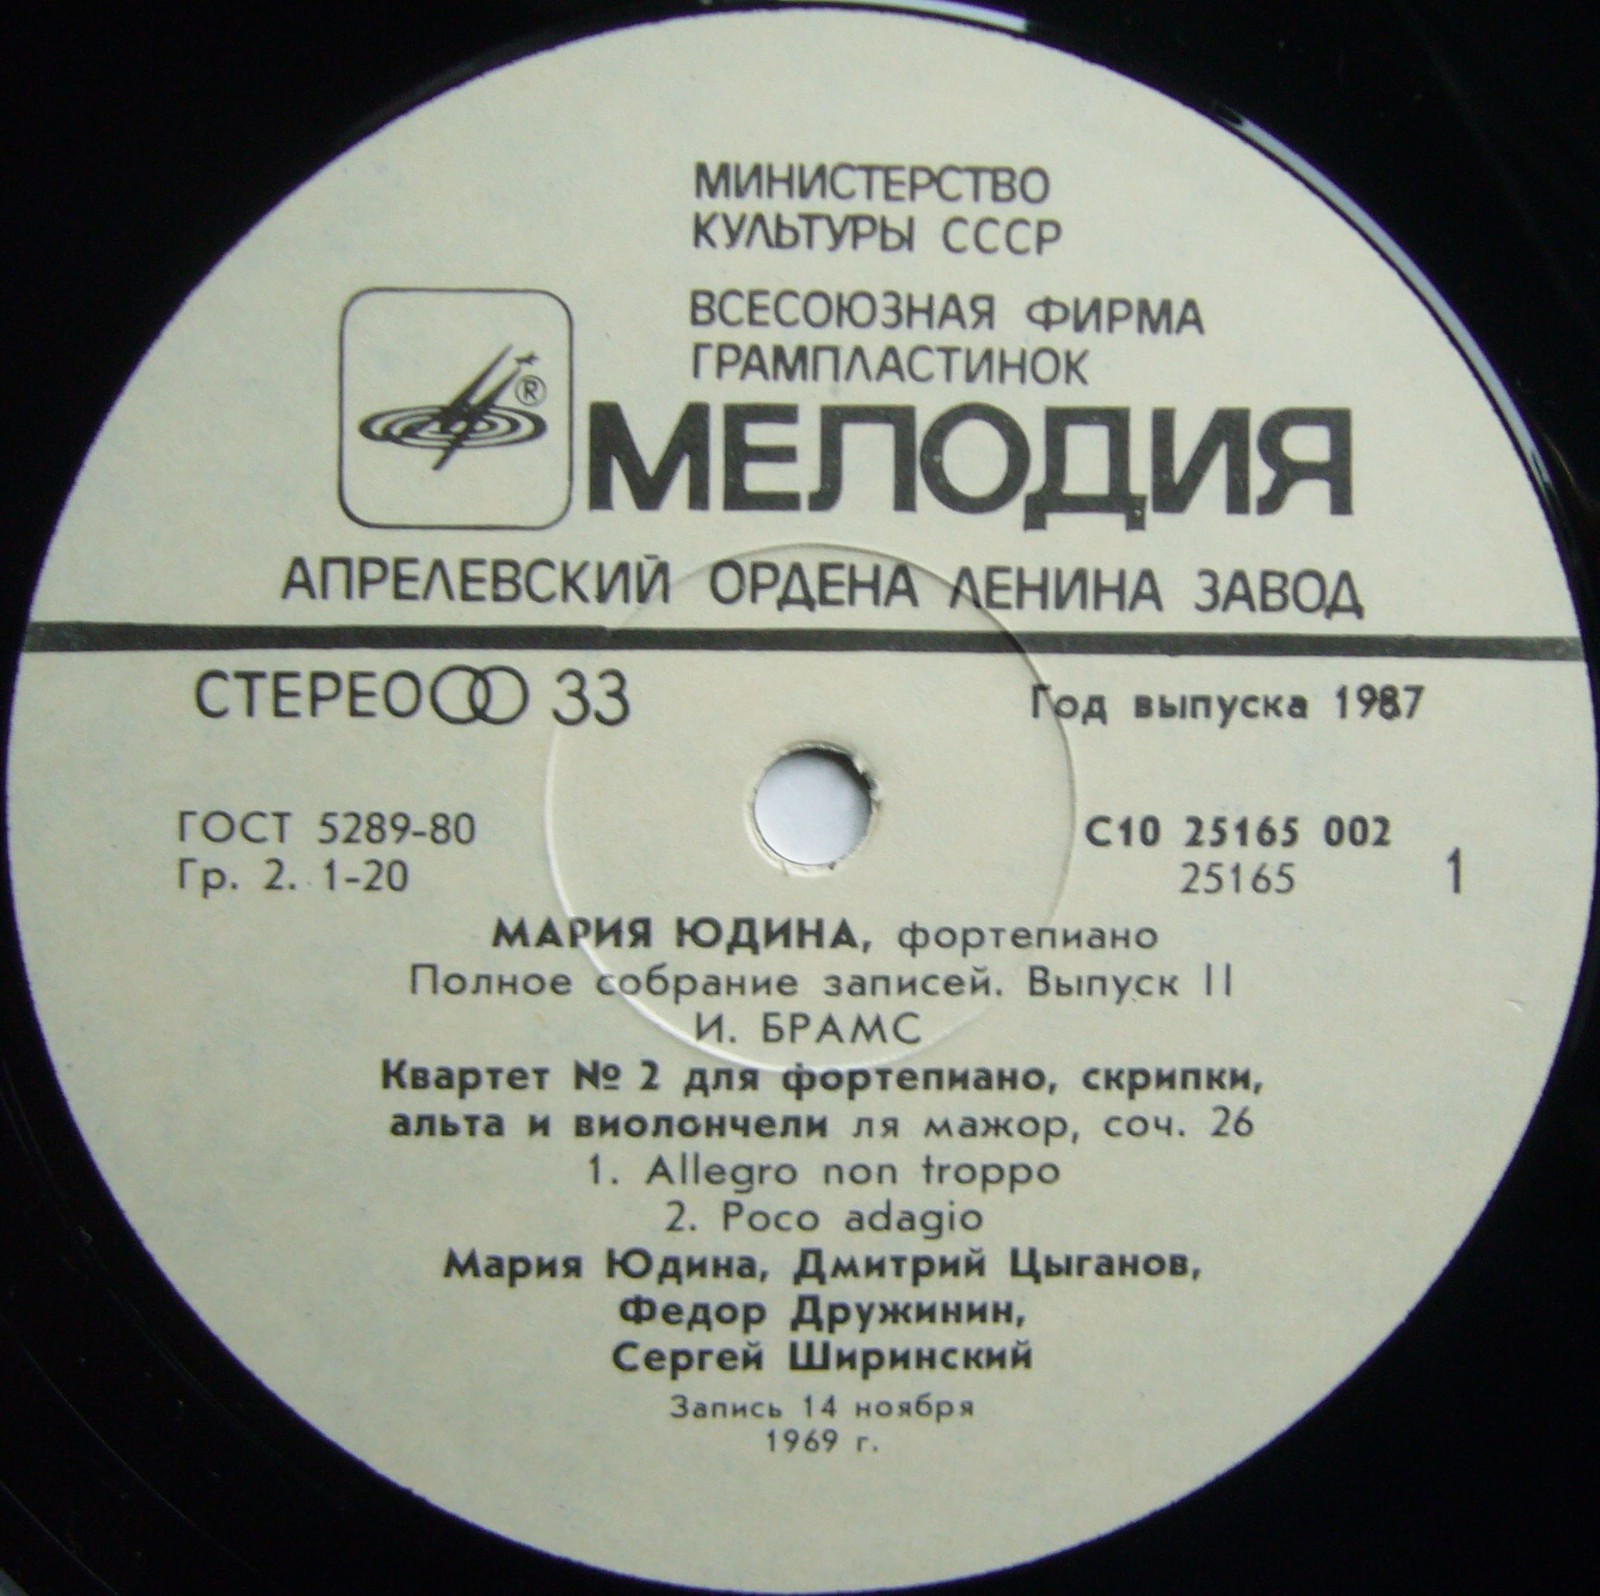 МИНИСТЕРСТВО
КУЛЬТУРЫ СССР
ВСЕСОЮЗНАЯ ФИРМА
ГРАМПЛАСТИНОК
®
МЕЛОДИЯ
АПРЕЛЕВСКИЙ ОРДЕНА ЛЕНИНА ЗАВОД
СТЕРЕО 33
Год выпуска 1987
ГОСТ 5289-80
Гр. 2. 1-20
С10 25165 002
25165
1
МАРИЯ ЮДИНА, фортепиано
Полное собрание записей. Выпуск II
И. БРАМС
Квартет № 2 для фортепиано, скрипки,
альта и виолончели ля мажор, соч. 26
1. Allegro non troppo
2. Poco adagio
Мария Юдина, Дмитрий Цыганов,
Федор Дружинин,
Сергей Ширинский
Запись 14 ноября
1969 г.